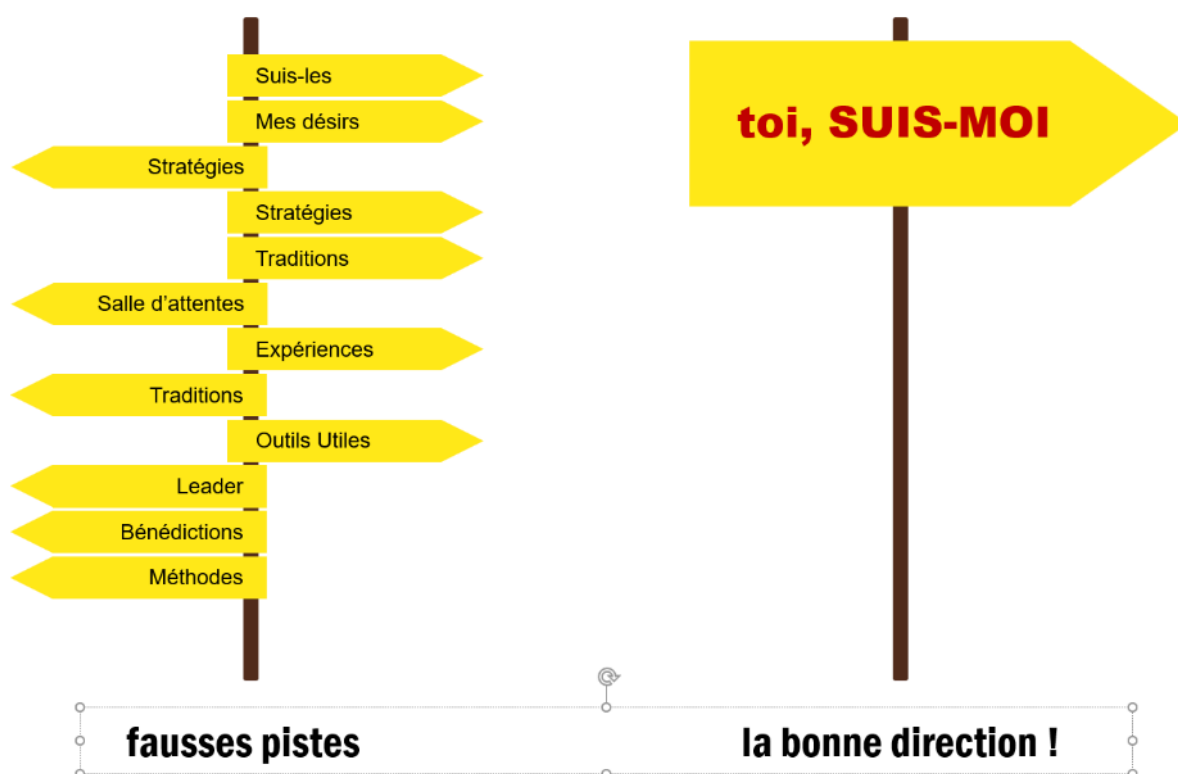 Suis-les
Mes désirs
Stratégies
Stratégies
Traditions
Salle d’attentes
Expériences
Traditions
Outils Utiles
Leader
Bénédictions
Méthodes
fausses pistes
toi, SUIS-MOI
la bonne direction !